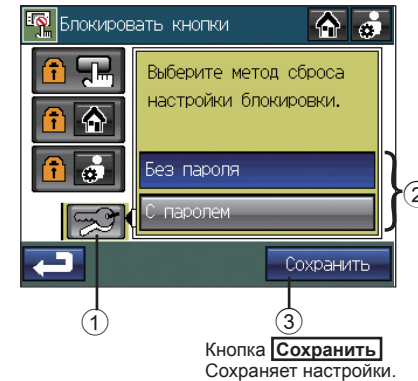 Блокировать кнопки
Выберите метод сброса
настройки блокировки.
Без пароля
С паролем
2
Сохранить
1
3
Кнопка Сохранить
Сохраняет настройки.